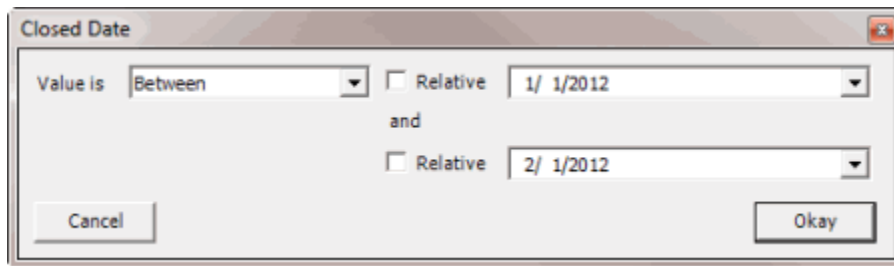 Closed Date
Value is Between Relative 1/ 1/2012
and
Relative 2/ 1/2012
Cancel Okay